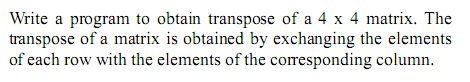 Write a program to obtain transpose of a 4 x 4 matrix. The
transpose of a matrix is obtained by exchanging the elements
of each row with the elements of the corresponding column.